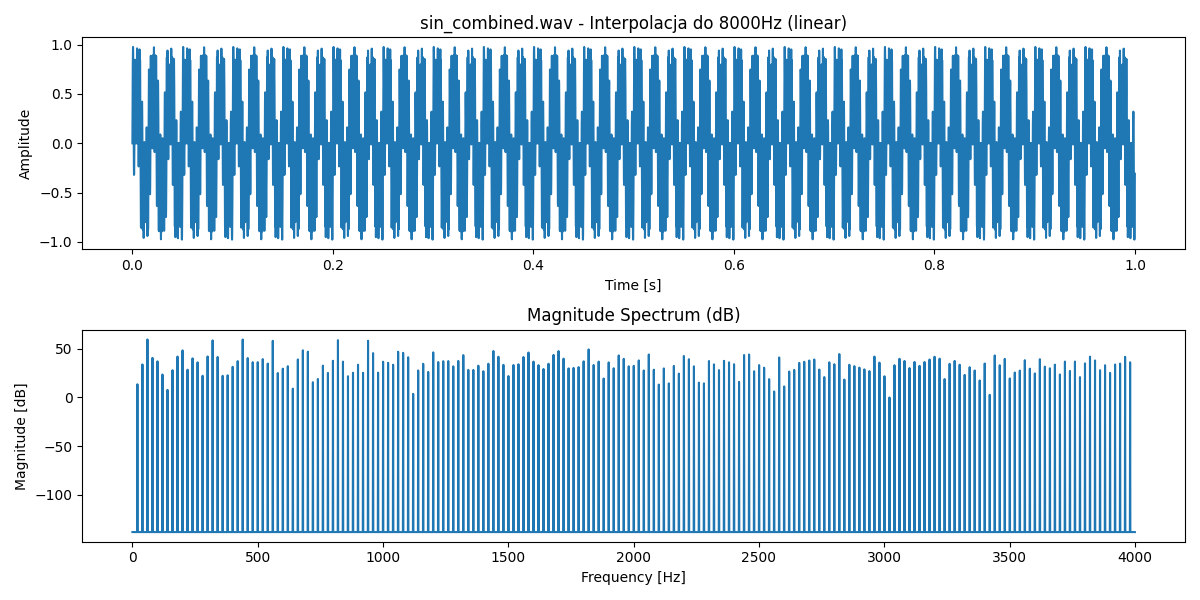 sin_combined.wav - Interpolacja do 8000Hz (linear)
1.0
0.5
0.0
−0.5
−1.0
Amplitude
0.0 0.2 0.4 0.6 0.8 1.0
Time [s]
Magnitude Spectrum (dB)
50
0
−50
−100
Magnitude [dB]
0 500 1000 1500 2000 2500 3000 3500 4000
Frequency [Hz]